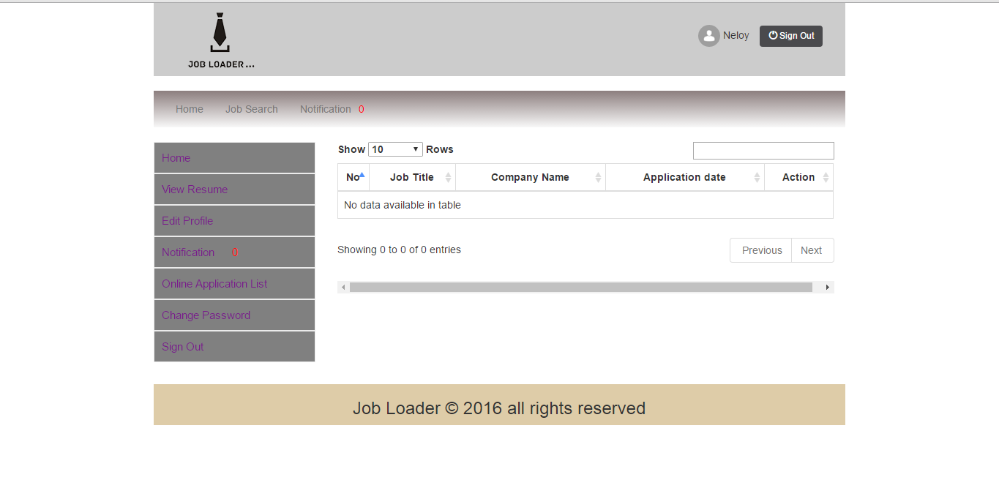 JOB LOADER...
Neloy
Sign Out
Home Job Search Notification 0
Home
View Resume
Edit Profile
Notification 0
Online Application List
Change Password
Sign Out
Show 10 Rows
No Job Title Company Name Application date Action
No data available in table
Showing 0 to 0 of 0 entries
Previous Next
Job Loader © 2016 all rights reserved